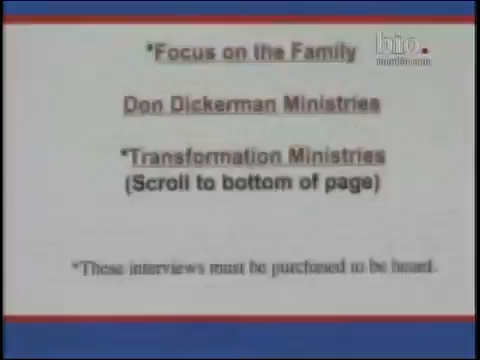 *Focus on the Family
bio.
Don Dickerman Ministries
*Transformation Ministries
(Scroll to bottom of page)
*These interviews must be purchased to be heard.